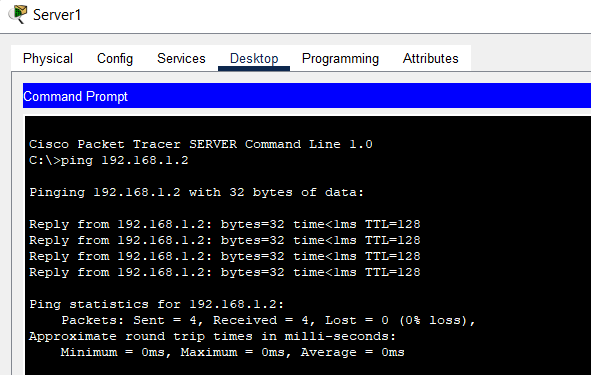 Server1
Physical Config Services Desktop Programming Attributes
Command Prompt
Cisco Packet Tracer SERVER Command Line 1.0
C:\>ping 192.168.1.2
Pinging 192.168.1.2 with 32 bytes of data:
Reply from 192.168.1.2: bytes=32 time<1ms TTL=128
Reply from 192.168.1.2: bytes=32 time<1ms TTL=128
Reply from 192.168.1.2: bytes=32 time<1ms TTL=128
Reply from 192.168.1.2: bytes=32 time<1ms TTL=128
Ping statistics for 192.168.1.2:
    Packets: Sent = 4, Received = 4, Lost = 0 (0% loss),
Approximate round trip times in milli-seconds:
    Minimum = 0ms, Maximum = 0ms, Average = 0ms